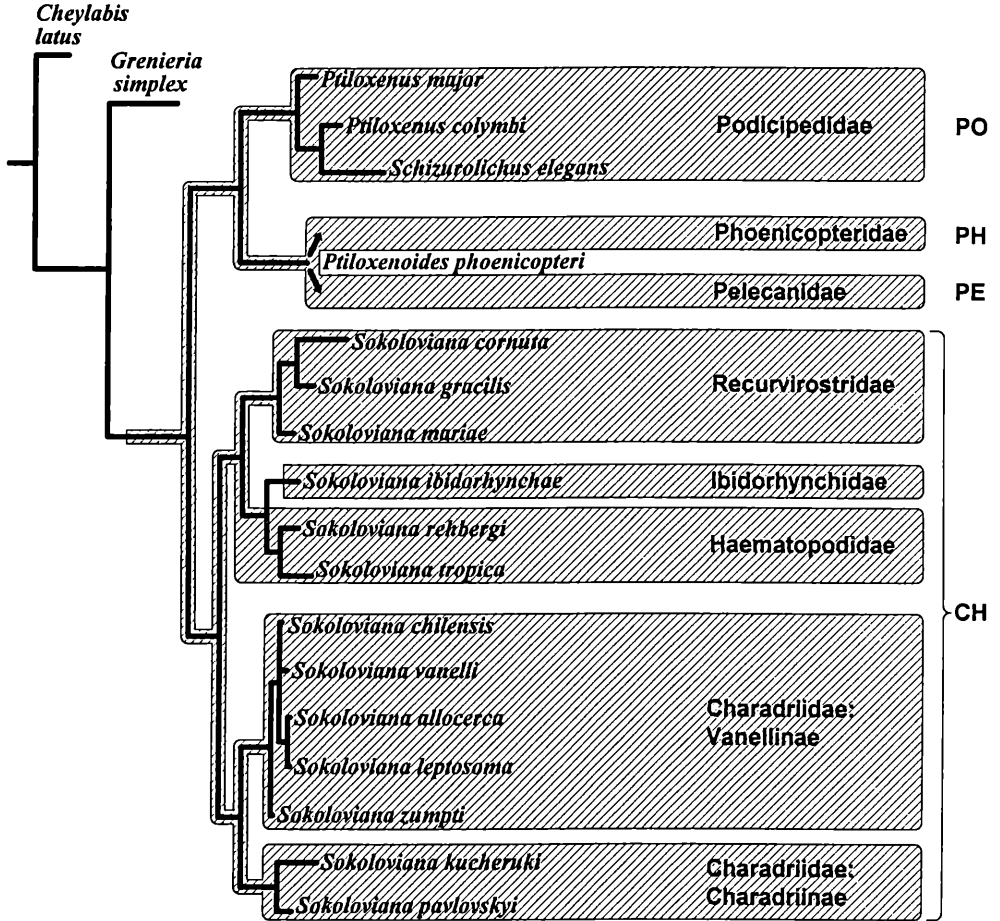 Cheylabis
latus
Grenieria
simplex
Ptiloxenus major
Ptiloxenus colymbi
Podicipedidae
PO
Schizurolichus elegans
Phoenicopteridae
PH
Ptiloxenoides phoenicopteri
Pelecanidae
PE
Sokoloviana cornuta
Sokoloviana gracilis
Recurvirostridae
Sokoloviana mariae
Sokoloviana ibidorhynchae
Ibidorhynchidae
Sokoloviana rehbergi
Haematopodidae
Sokoloviana tropica
CH
Sokoloviana chilensis
Sokoloviana vanelli
Sokoloviana allocerca
Charadriidae:
Vanellinae
Sokoloviana leptosoma
Sokoloviana zumpti
Sokoloviana kucheruki
Charadriidae:
Charadriinae
Sokoloviana pavlovskyi